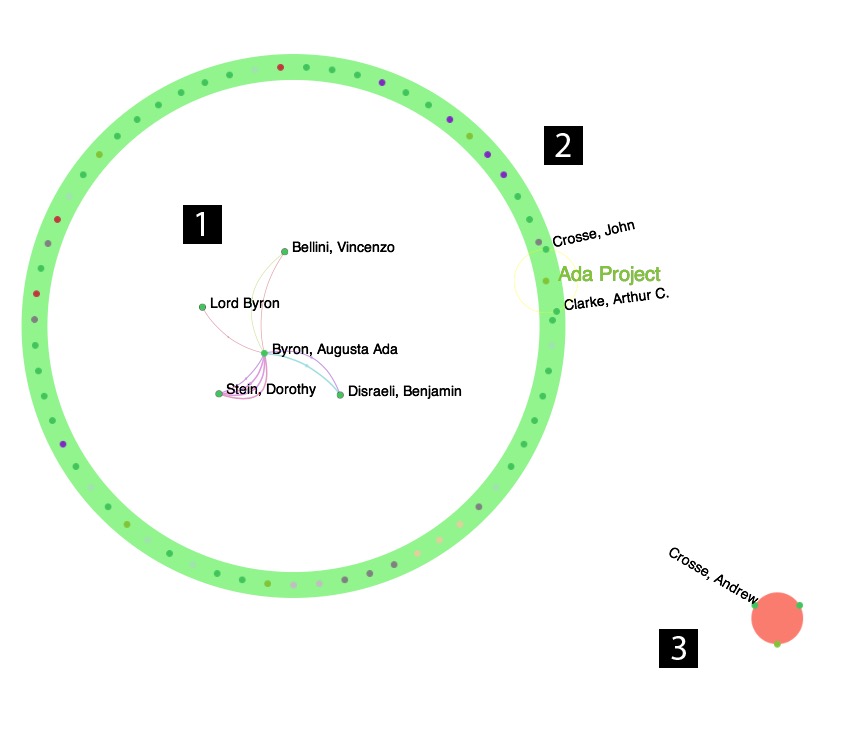 2
1
Crosse, John
Bellini, Vincenzo
Ada Project
Lord Byron
Clarke, Arthur C.
Byron, Augusta Ada
Stein, Dorothy
Disraeli, Benjamin
Crosse, Andrew
3